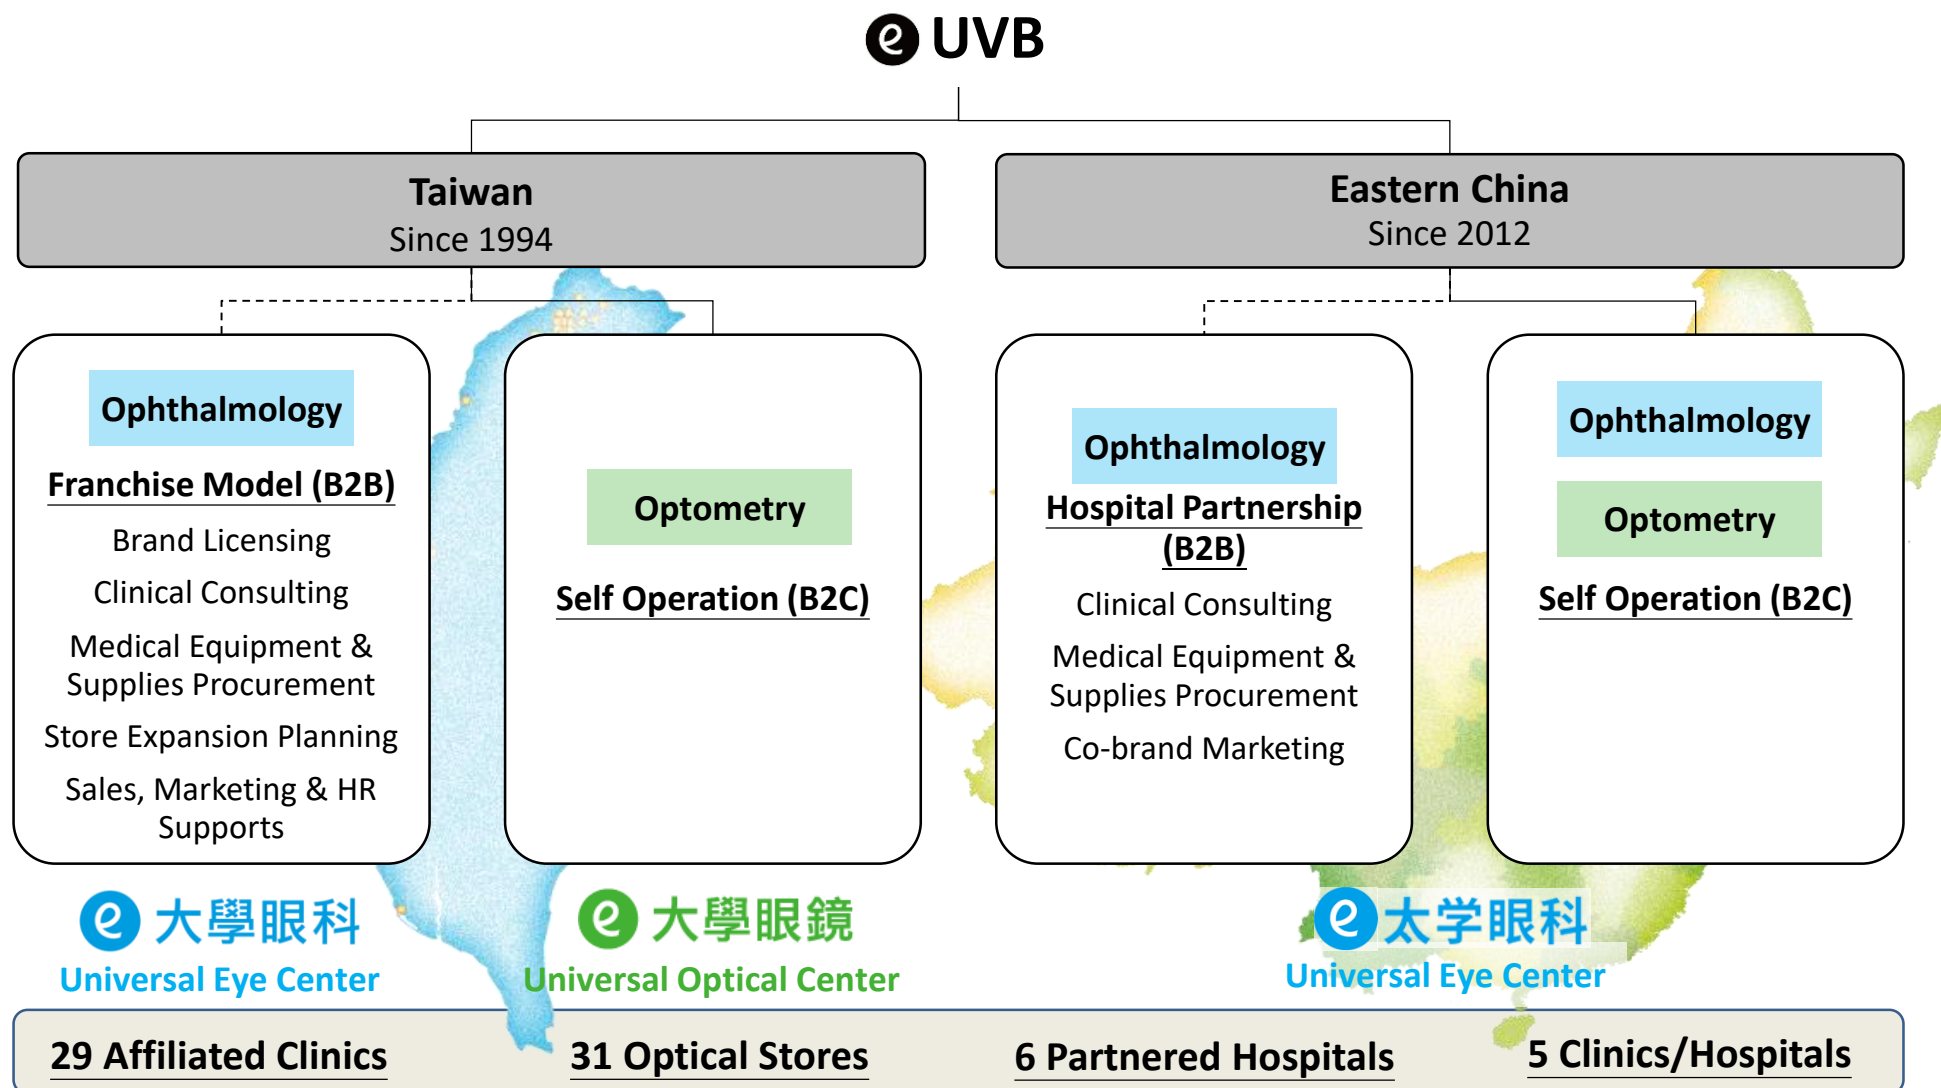 e UVB
Taiwan
Since 1994
Eastern China
Since 2012
Ophthalmology
Franchise Model (B2B)
Brand Licensing
Clinical Consulting
Medical Equipment &
Supplies Procurement
Store Expansion Planning
Sales, Marketing & HR
Supports
Optometry
Self Operation (B2C)
Ophthalmology
Hospital Partnership
(B2B)
Clinical Consulting
Medical Equipment &
Supplies Procurement
Co-brand Marketing
Ophthalmology
Optometry
Self Operation (B2C)
e 大學眼科
Universal Eye Center
e 大學眼鏡
Universal Optical Center
e 太学眼科
Universal Eye Center
29 Affiliated Clinics
31 Optical Stores
6 Partnered Hospitals
5 Clinics/Hospitals